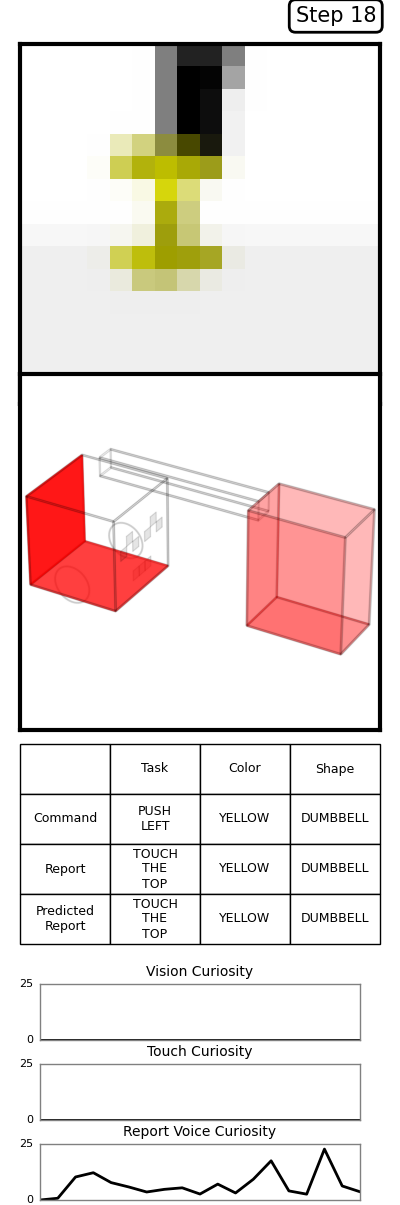 Step 18
Task Color Shape
Command PUSH LEFT YELLOW DUMBBELL
Report TOUCH THE TOP YELLOW DUMBBELL
Predicted Report TOUCH THE TOP YELLOW DUMBBELL
Vision Curiosity
25
0
Touch Curiosity
25
0
Report Voice Curiosity
25
0